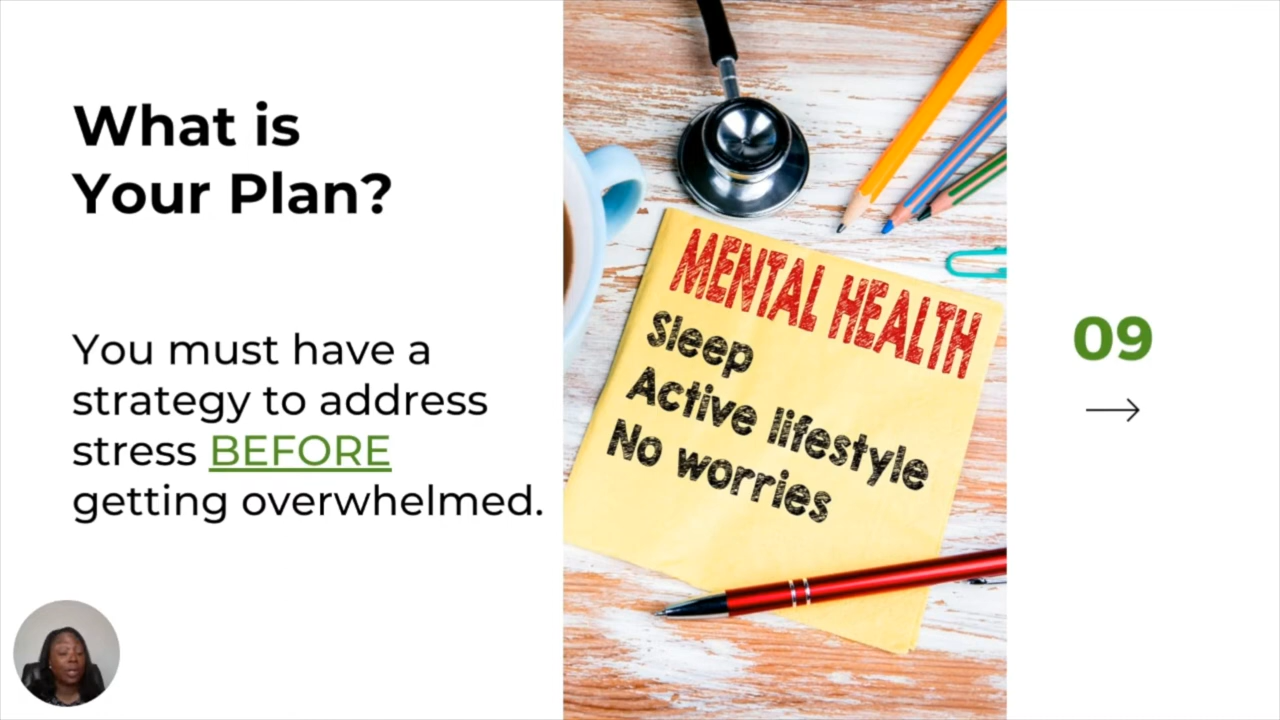 What is
Your Plan?
You must have a
strategy to address
stress BEFORE
getting overwhelmed.
MENTAL HEALTH
Sleep
Active lifestyle
No worries
09